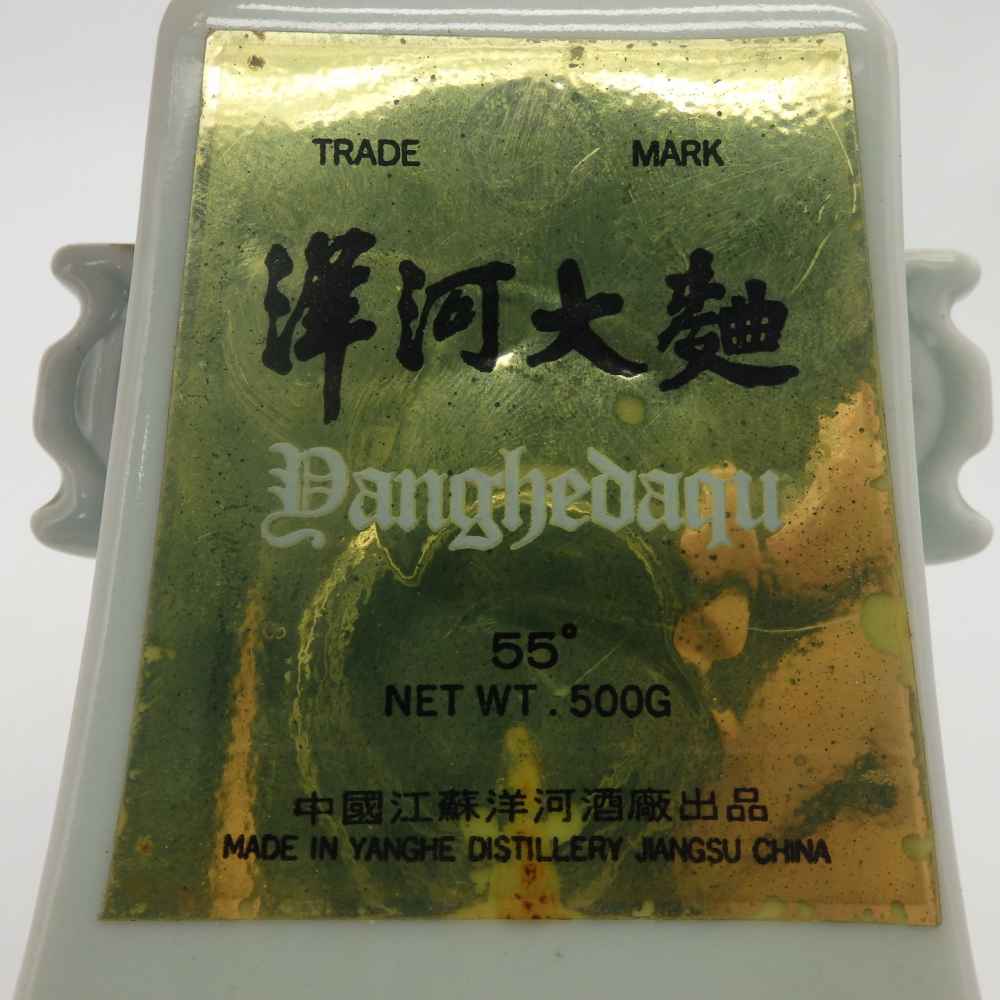 TRADE MARK
洋河大麯
Yanghedaqu
55°
NET WT. 500G
中國江蘇洋河酒廠出品
MADE IN YANGHE DISTILLERY JIANGSU CHINA